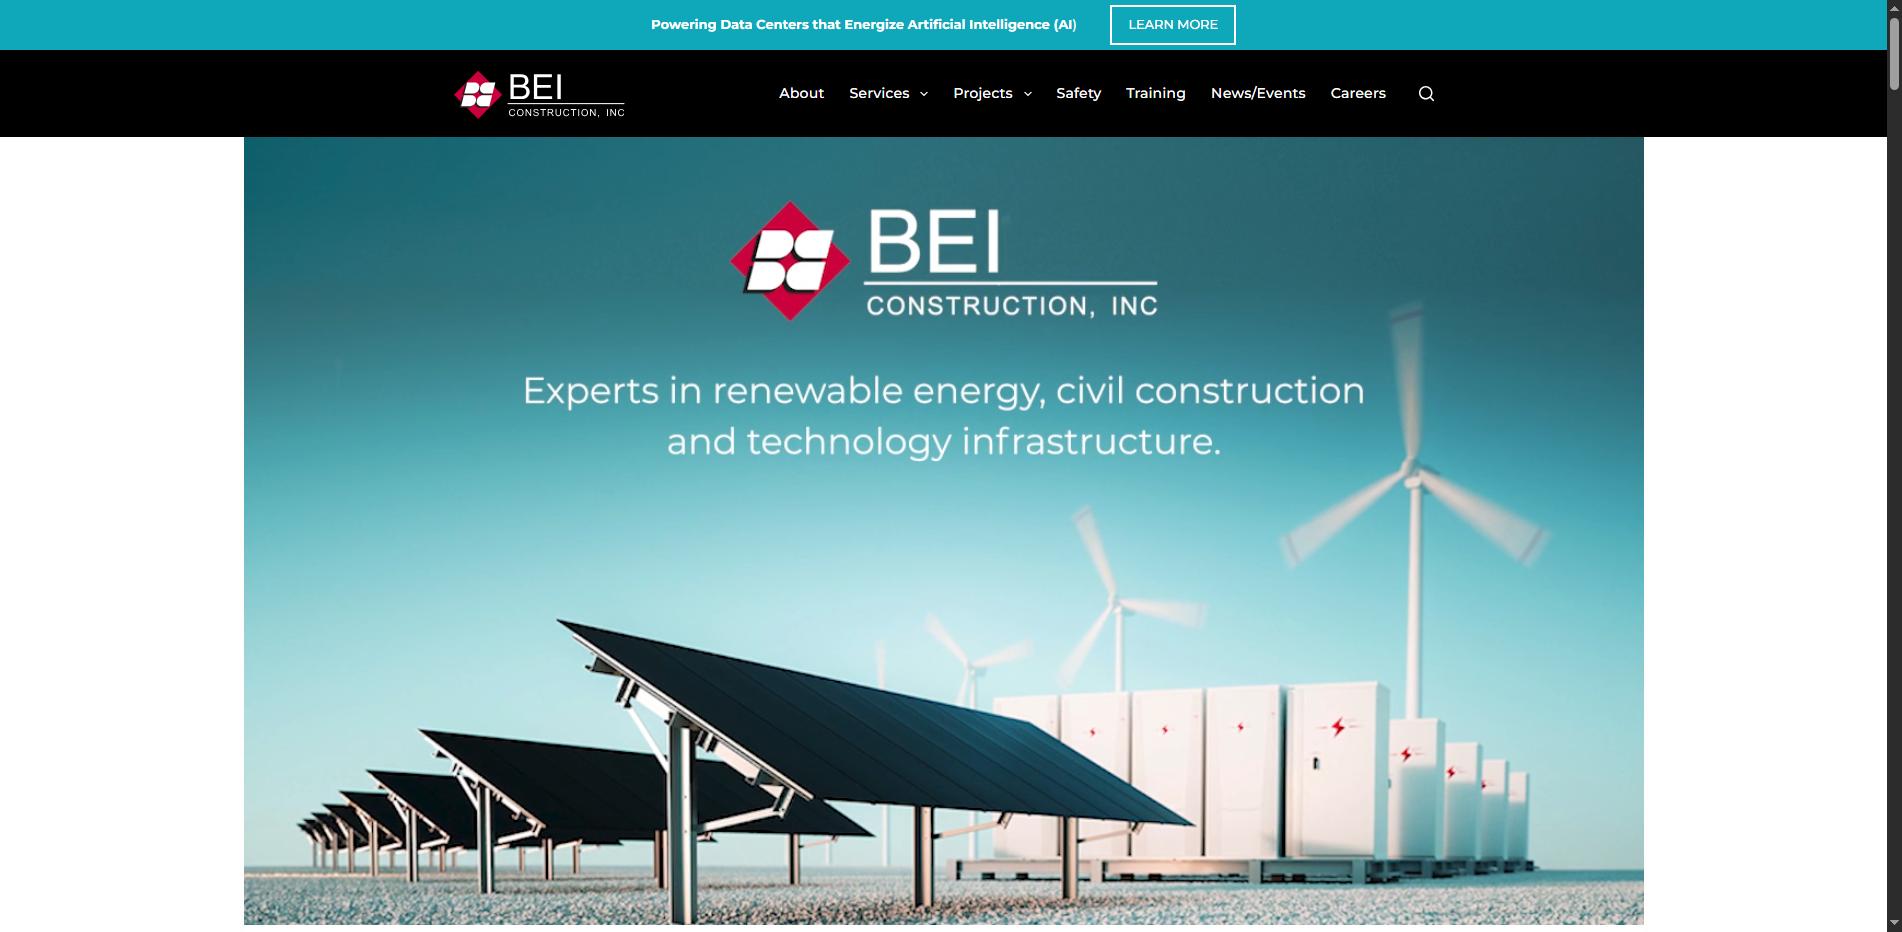 Powering Data Centers that Energize Artificial Intelligence (AI)
LEARN MORE
BEI
CONSTRUCTION, INC
About
Services
Projects
Safety
Training
News/Events
Careers
BEI
CONSTRUCTION, INC
Experts in renewable energy, civil construction
and technology infrastructure.